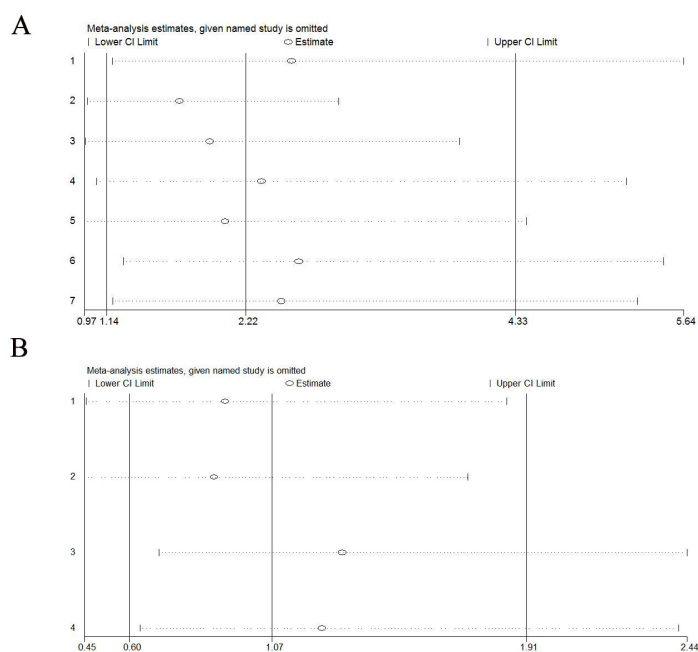 A
Meta-analysis estimates, given named study is omitted
Lower CI Limit Estimate Upper CI Limit
1
2
3
4
5
6
7
0.97 1.14 2.22 4.33 5.64
B
Meta-analysis estimates, given named study is omitted
Lower CI Limit Estimate Upper CI Limit
1
2
3
4
0.45 0.60 1.07 1.91 2.44